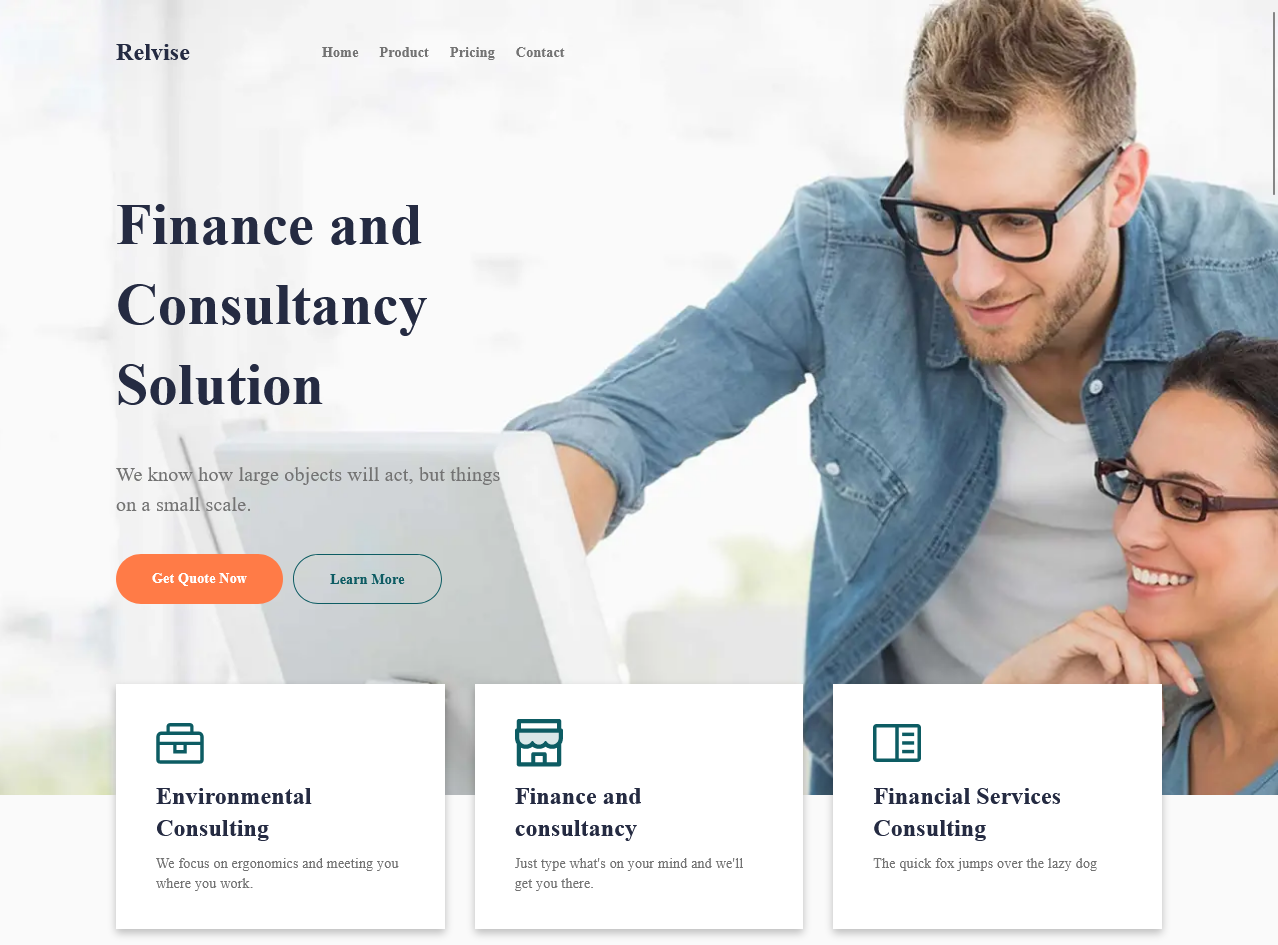 Relvise
Home Product Pricing Contact
Finance and
Consultancy
Solution
We know how large objects will act, but things
on a small scale.
Get Quote Now
Learn More
Environmental
Consulting
We focus on ergonomics and meeting you
where you work.
Finance and
consultancy
Just type what's on your mind and we'll
get you there.
Financial Services
Consulting
The quick fox jumps over the lazy dog